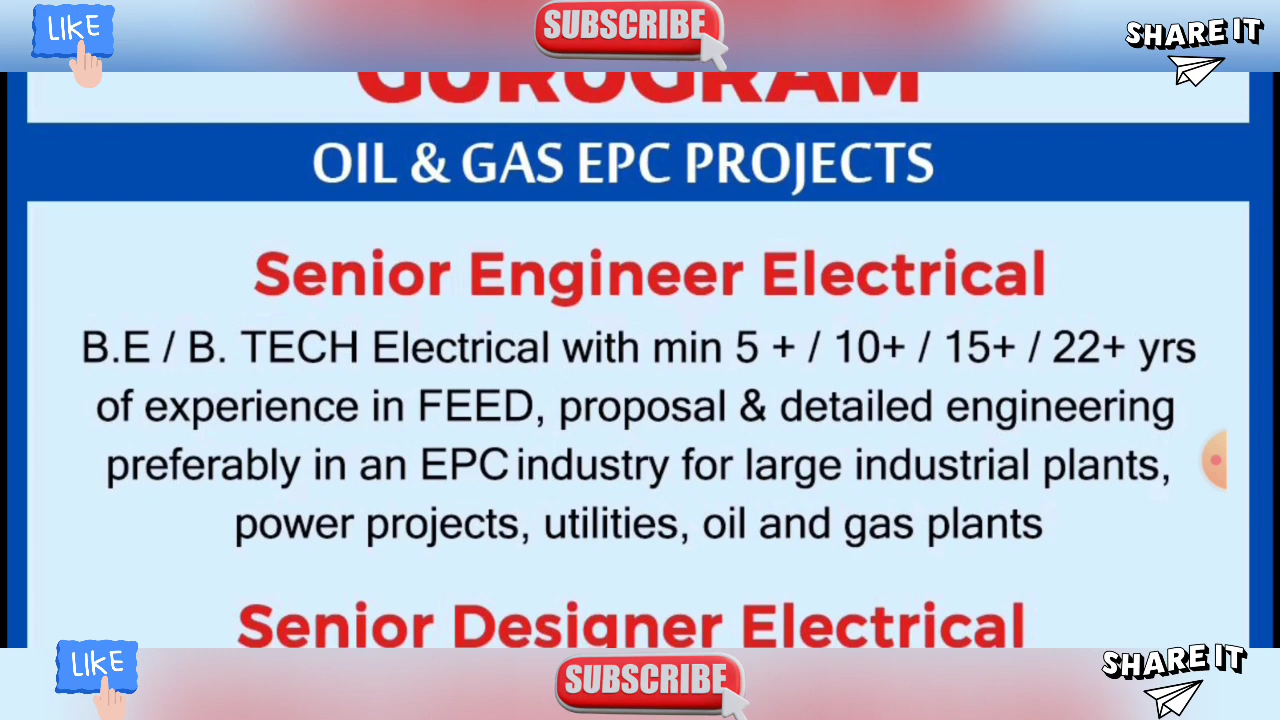 LIKE
SUBSCRIBE
SHARE IT
GURUGRAM
OIL & GAS EPC PROJECTS
Senior Engineer Electrical
B.E / B. TECH Electrical with min 5 + / 10+ / 15+ / 22+ yrs
of experience in FEED, proposal & detailed engineering
preferably in an EPC industry for large industrial plants,
power projects, utilities, oil and gas plants
Senior Designer Electrical
LIKE
SUBSCRIBE
SHARE IT